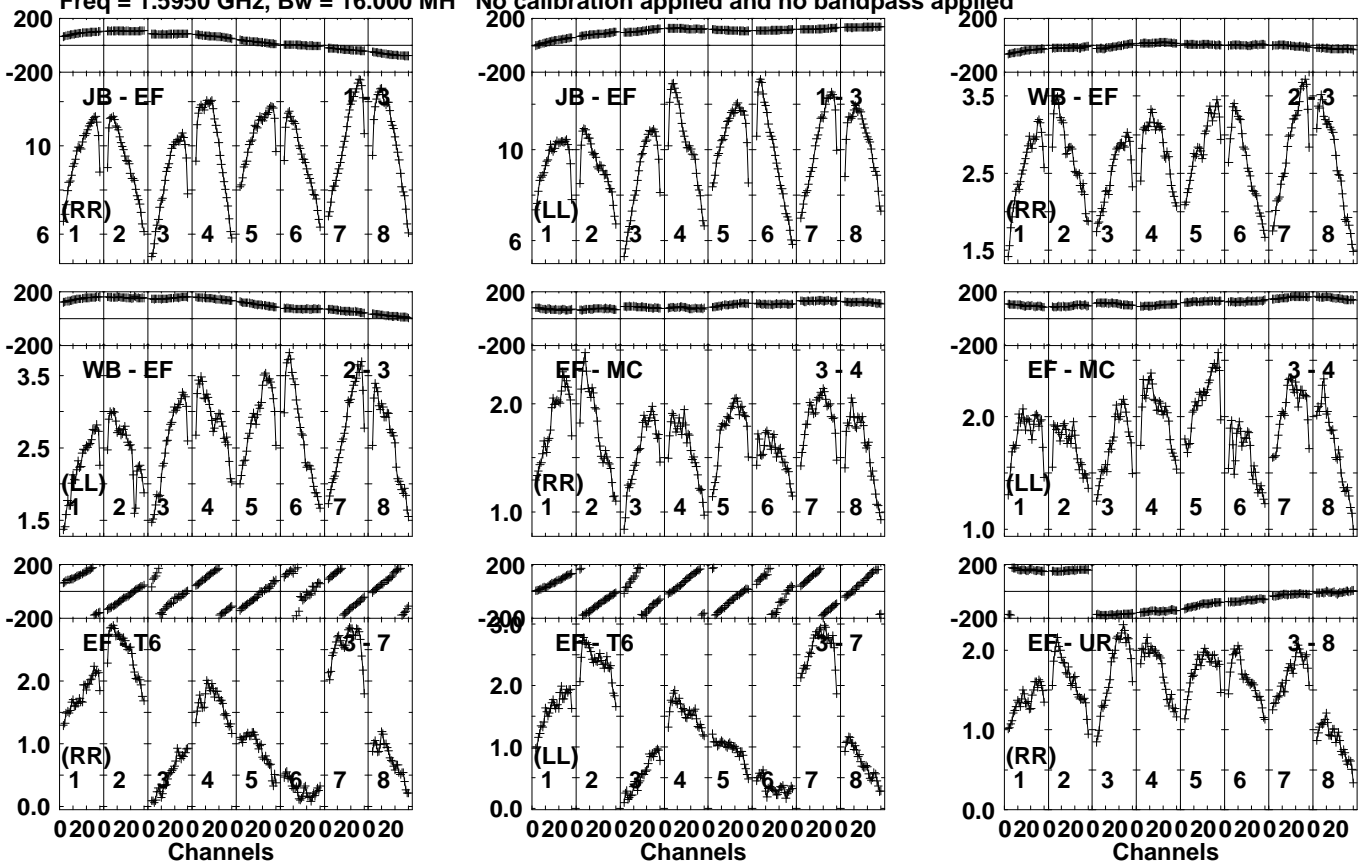 Freq = 1.5950 GHz, Bw = 16.000 MH No calibration applied and no bandpass applied
200 200 200
-200 -200 -200
JB - EF 1 - 3 JB - EF 1 - 3 WB - EF 2 - 3
3.5
10 10
2.5
(RR) (LL) (RR)
6 1 2 3 4 5 6 7 8 6 1 2 3 4 5 6 7 8 1 2 3 4 5 6 7 8
1.5
200 200 200
-200 -200 -200
WB - EF 2 - 3 EF - MC 3 - 4 EF - MC 3 - 4
3.5 2.0 2.0
2.5
(LL) (RR) (LL)
1 2 3 4 5 6 7 8 1 2 3 4 5 6 7 8 1 2 3 4 5 6 7 8
1.5 1.0 1.0
200 200 200
-200 -200 -200
3.0
EF - T6 3 - 7 EF - T6 3 - 7 EF - UR 3 - 8
2.0 2.0 2.0
1.0 1.0 1.0
(RR) (LL) (RR)
1 2 3 4 5 6 7 8 1 2 3 4 5 6 7 8 1 2 3 4 5 6 7 8
0.0 0.0 0.0
0 20 0 20 0 20 0 20 0 20 0 20 0 20 0 20 0 20 0 20 0 20 0 20 0 20 0 20 0 20 0 20 0 20 0 20 0 20 0 20 0 20 0 20 0 20 0 20
Channels Channels Channels